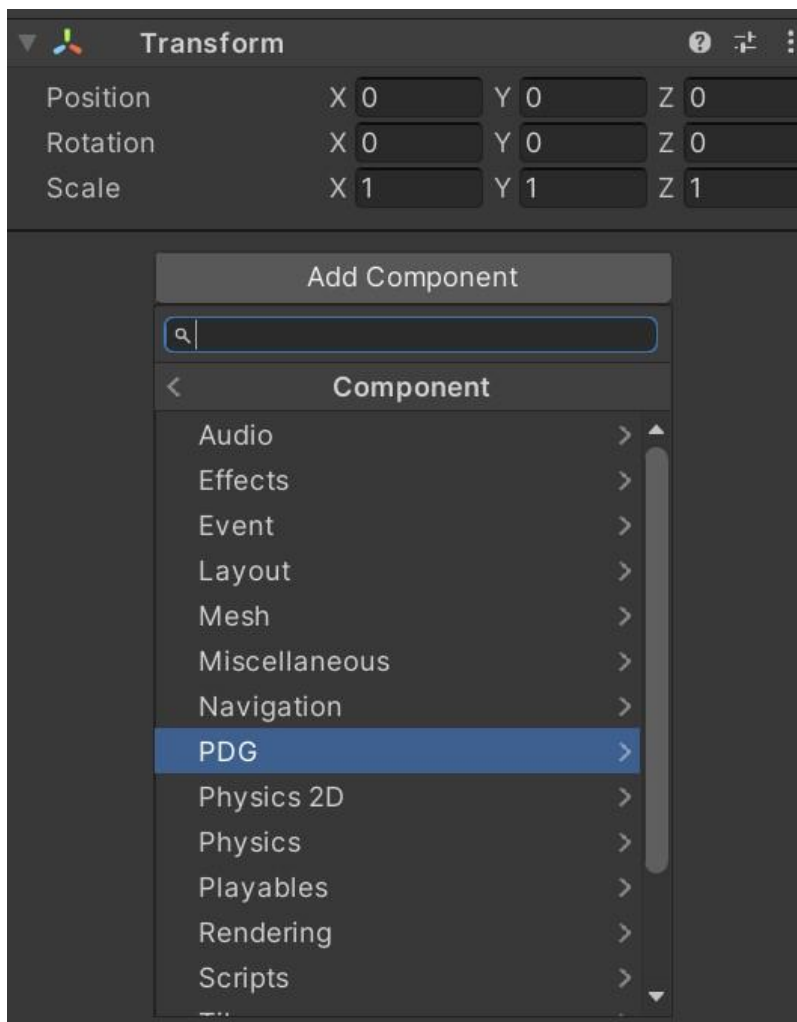 Transform
Position X 0 Y 0 Z 0
Rotation X 0 Y 0 Z 0
Scale X 1 Y 1 Z 1
Add Component
Component
Audio
Effects
Event
Layout
Mesh
Miscellaneous
Navigation
PDG
Physics 2D
Physics
Playables
Rendering
Scripts